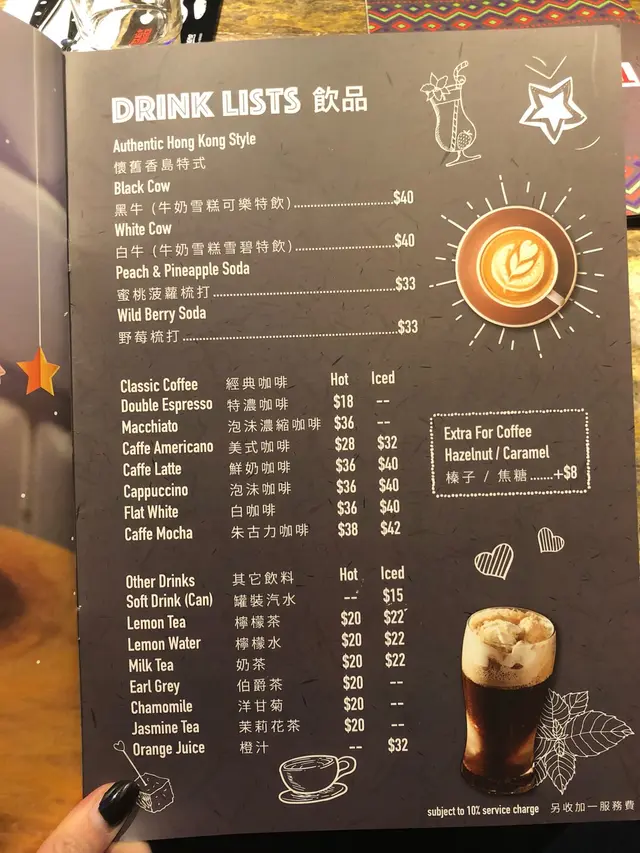 DRINK LISTS 飲品
Authentic Hong Kong Style
懷舊香島特式
Black Cow
黑牛 (牛奶雪糕可樂特飲)..........$40
White Cow
白牛 (牛奶雪糕雪碧特飲)..........$40
Peach & Pineapple Soda
蜜桃菠蘿梳打..........$33
Wild Berry Soda
野莓梳打..........$33
Classic Coffee 經典咖啡 Hot Iced
Double Espresso 特濃咖啡 $18 --
Macchiato 泡沫濃縮咖啡 $36 --
Caffe Americano 美式咖啡 $28 $32
Caffe Latte 鮮奶咖啡 $36 $40
Cappuccino 泡沫咖啡 $36 $40
Flat White 白咖啡 $36 $40
Caffe Mocha 朱古力咖啡 $38 $42
Extra For Coffee
Hazelnut / Caramel
榛子 / 焦糖.......+$8
Other Drinks 其它飲料 Hot Iced
Soft Drink (Can) 罐裝汽水 -- $15
Lemon Tea 檸檬茶 $20 $22
Lemon Water 檸檬水 $20 $22
Milk Tea 奶茶 $20 $22
Earl Grey 伯爵茶 $20 --
Chamomile 洋甘菊 $20 --
Jasmine Tea 茉莉花茶 $20 --
Orange Juice 橙汁 -- $32
subject to 10% service charge 另收加一服務費